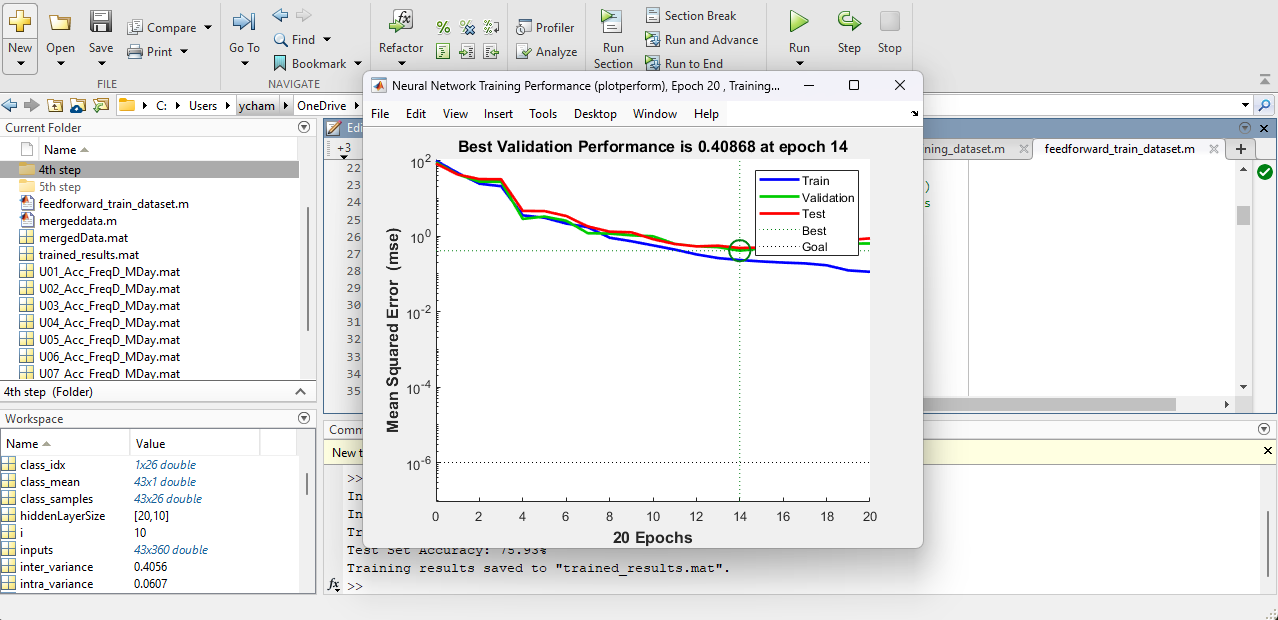 New
Open
Save
Compare
Print
FILE
Go To
Find
Bookmark
NAVIGATE
Refactor
Profiler
Analyze
Run
Section
Section Break
Run and Advance
Run to End
Run
Step
Stop
C:
Users
ycham
OneDrive
Current Folder
Name
4th step
5th step
feedforward_train_dataset.m
mergeddata.m
mergedData.mat
trained_results.mat
U01_Acc_FreqD_MDay.mat
U02_Acc_FreqD_MDay.mat
U03_Acc_FreqD_MDay.mat
U04_Acc_FreqD_MDay.mat
U05_Acc_FreqD_MDay.mat
U06_Acc_FreqD_MDay.mat
U07_Acc_FreqD_MDay.mat
4th step (Folder)
Workspace
Name Value
class_idx 1x26 double
class_mean 43x1 double
class_samples 43x26 double
hiddenLayerSize [20,10]
i 10
inputs 43x360 double
inter_variance 0.4056
intra_variance 0.0607
+3
ning_dataset.m
feedforward_train_dataset.m
22
23
24
25
26
27
28
29
30
31
32
33
34
35
)
s
Neural Network Training Performance (plotperform), Epoch 20 , Training...
File Edit View Insert Tools Desktop Window Help
Best Validation Performance is 0.40868 at epoch 14
Mean Squared Error (mse)
10^2
10^0
10^-2
10^-4
10^-6
0 2 4 6 8 10 12 14 16 18 20
20 Epochs
Train
Validation
Test
Best
Goal
Comm
New t
>>
In
In
Tr
Test Set Accuracy: 75.93%
Training results saved to "trained_results.mat".
fx >>